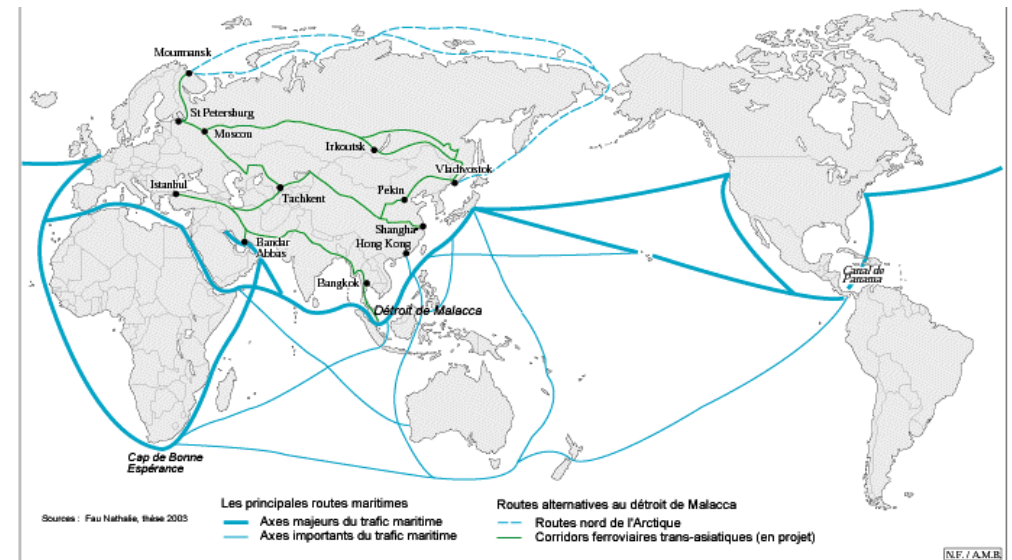 Mourmansk
St Petersburg
Moscou
Irkoutsk
Vladivostok
Istanbul
Tachkent
Pekin
Shanghai
Hong Kong
Bandar
Abbas
Bangkok
Détroit de Malacca
Canal de
Panama
Cap de Bonne
Espérance
Les principales routes maritimes
Axes majeurs du trafic maritime
Axes importants du trafic maritime
Routes alternatives au détroit de Malacca
Routes nord de l'Arctique
Corridors ferroviaires trans-asiatiques (en projet)
Sources : Fau Nathalie, thèse 2003
N.F. / A.M.B.